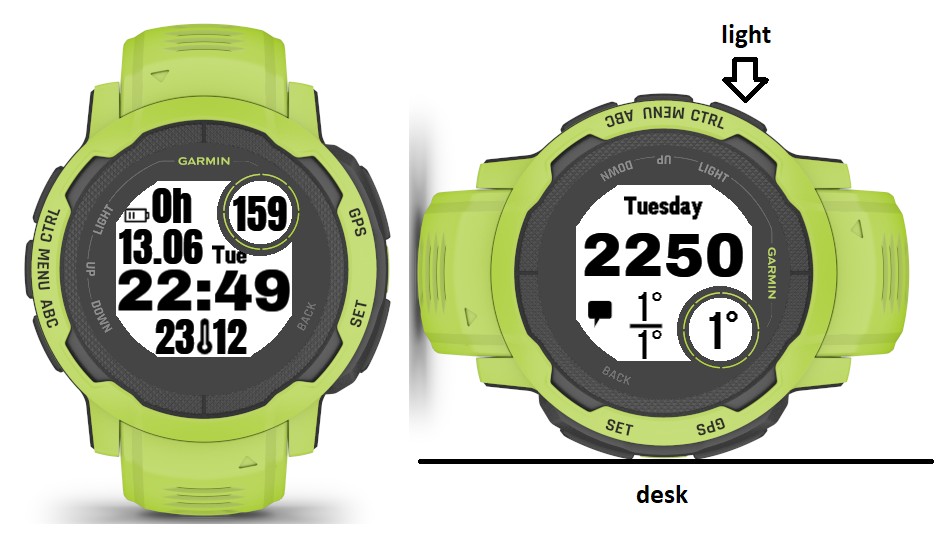 GARMIN
CTRL
MENU
ABC
LIGHT
UP
DOWN
GPS
SET
BACK
0h
159
13.06 Tue
22:49
23 12
light
ABC MENU CTRL
DOWN UP LIGHT
Tuesday
2250
GARMIN
1°
1°
1°
BACK
SET GPS
desk